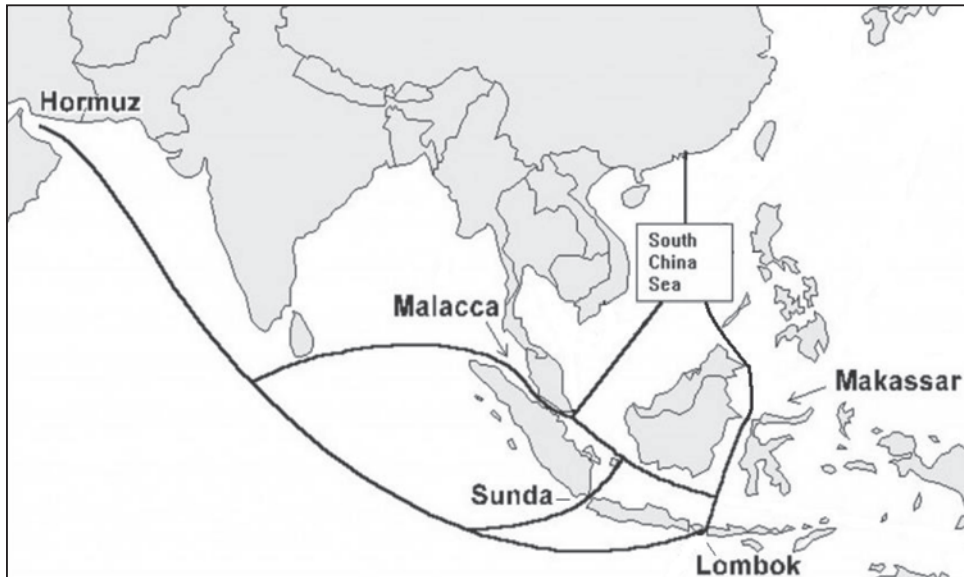 Hormuz
South
China
Sea
Malacca
Makassar
Sunda
Lombok